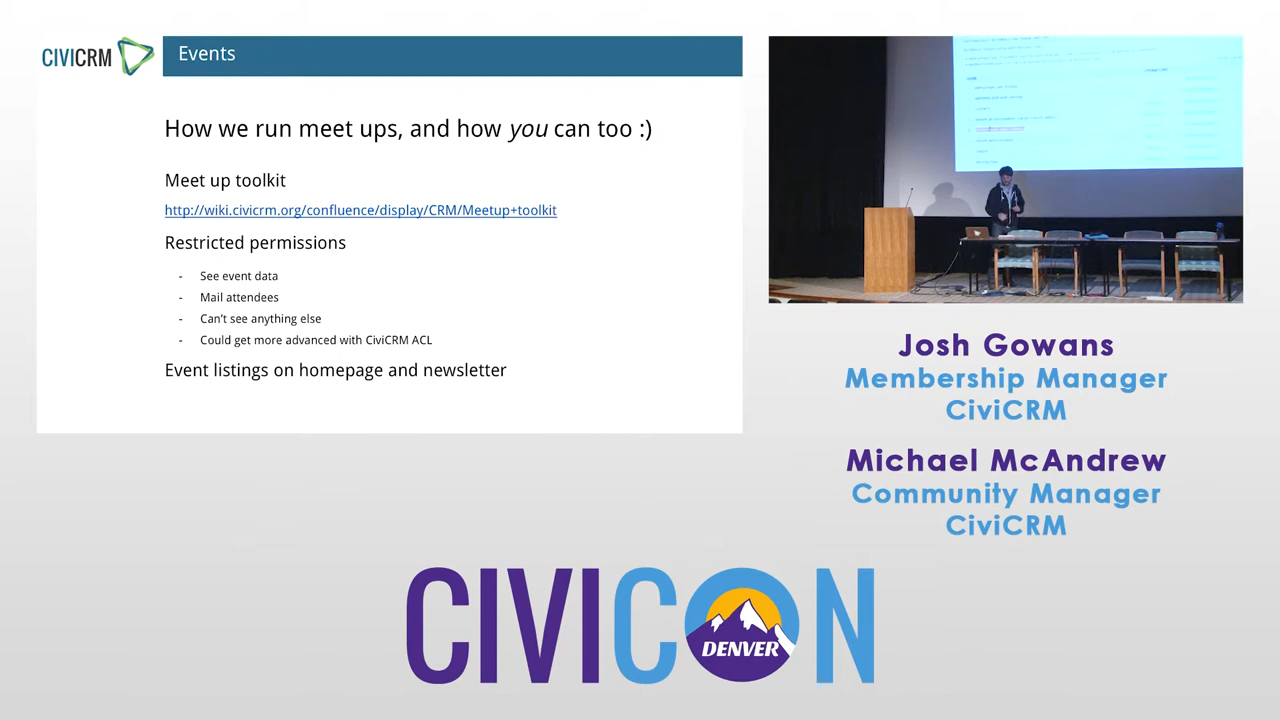 CIVICRM
Events
How we run meet ups, and how you can too :)
Meet up toolkit
http://wiki.civicrm.org/confluence/display/CRM/Meetup+toolkit
Restricted permissions
- See event data
- Mail attendees
- Can't see anything else
- Could get more advanced with CiviCRM ACL
Event listings on homepage and newsletter
Josh Gowans
Membership Manager
CiviCRM
Michael McAndrew
Community Manager
CiviCRM
CIVICON
DENVER